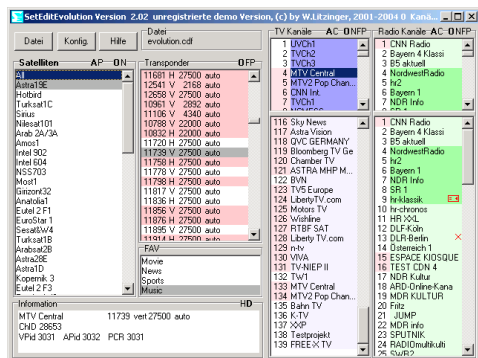 SetEditEvolution Version 2.02 unregistrierte demo Version, (c) by W.Litzinger, 2001-2004 0 Kanä...
Datei
Konfig.
Hilfe
Datei
evolution.cdf
Satelliten AP ON
All
Astra19E
Hotbird
Turksat1C
Sirius
Nilesat101
Arab 2A/3A
Amos1
Intel 902
Intel 604
NSS703
Most1
Girizont32
Anatolia1
Eutel 2 F1
EuroStar 1
Sesat&W4
Turksat1B
Arabsat2B
Astra28E
Astra1D
Kopernik 3
Eutel 2 F3
Transponder OFP
11681 H 27500 auto
12541 V 2168 auto
12658 V 27500 auto
10961 V 2892 auto
11106 V 4340 auto
10788 V 22000 auto
10832 H 22000 auto
11720 H 27500 auto
11739 V 27500 auto
11758 H 27500 auto
11778 V 27500 auto
11798 H 27500 auto
11817 V 27500 auto
11836 H 27500 auto
11856 V 27500 auto
11876 H 27500 auto
11895 V 27500 auto
11914 H 27500 auto
FAV
Movie
News
Sports
Music
Information HD
MTV Central 11739 vert 27500 auto
ChID 28653
VPid 3031 APid 3032 PCR 3031
TV Kanäle AC ONFP
1 UVCh1
2 TVCh2
3 TVCh1
4 MTV Central
5 MTV2 Pop Chan...
6 CNN Int.
7 TVCh1
116 Sky News
117 Astra Vision
118 QVC GERMANY
119 Bloomberg TV Ge
120 Chamber TV
121 ASTRA MHP M...
122 BVN
123 TV5 Europe
124 LibertyTV.com
125 Motors TV
126 Wishline
127 RTBF SAT
128 Liberty TV.com
129 n-tv
130 VIVA
131 TV-NIEP II
132 TW1
133 MTV Central
134 MTV2 Pop Chan...
135 Bahn TV
136 K-TV
137 XXP
138 Testprojekt
139 FREE-X TV
Radio Kanäle AC ONFP
1 CNN Radio
2 Bayern 4 Klassi
3 B5 aktuell
4 NordwestRadio
5 hr2
6 Bayern 1
7 NDR Info
8 SR 1
1 CNN Radio
2 Bayern 4 Klassi
3 B5 aktuell
4 NordwestRadio
5 hr2
6 Bayern 1
7 NDR Info
8 SR 1
9 hr-klassik
10 hr-chronos
11 HR XXL
12 DLF-Köln
13 DLR-Berlin
14 Österreich 1
15 ESPACE KIOSQUE
16 TEST CDN 4
17 NDR Kultur
18 ARD-Online-Kana
19 MDR KULTUR
20 Fritz
21 JUMP
22 MDR info
23 SPUTNIK
24 RADIOmultikulti
25 SWR2